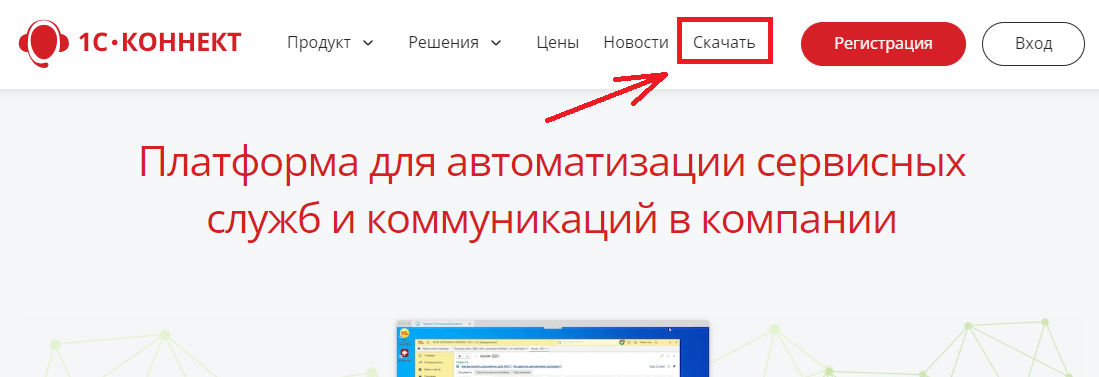 1С·КОННЕКТ Продукт Решения Цены Новости Скачать Регистрация Вход
Платформа для автоматизации сервисных
служб и коммуникаций в компании